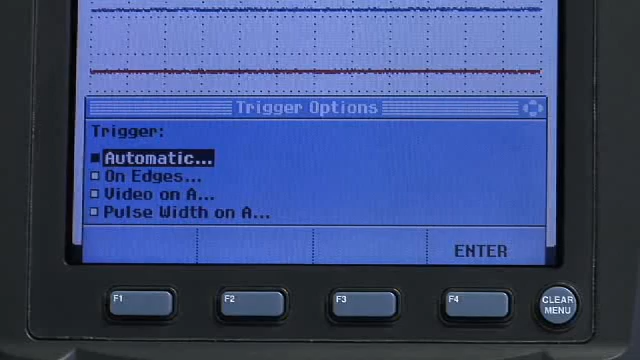 Trigger Options
Trigger:
Automatic...
On Edges...
Video on A...
Pulse Width on A...
ENTER
F1 F2 F3 F4 CLEAR
MENU